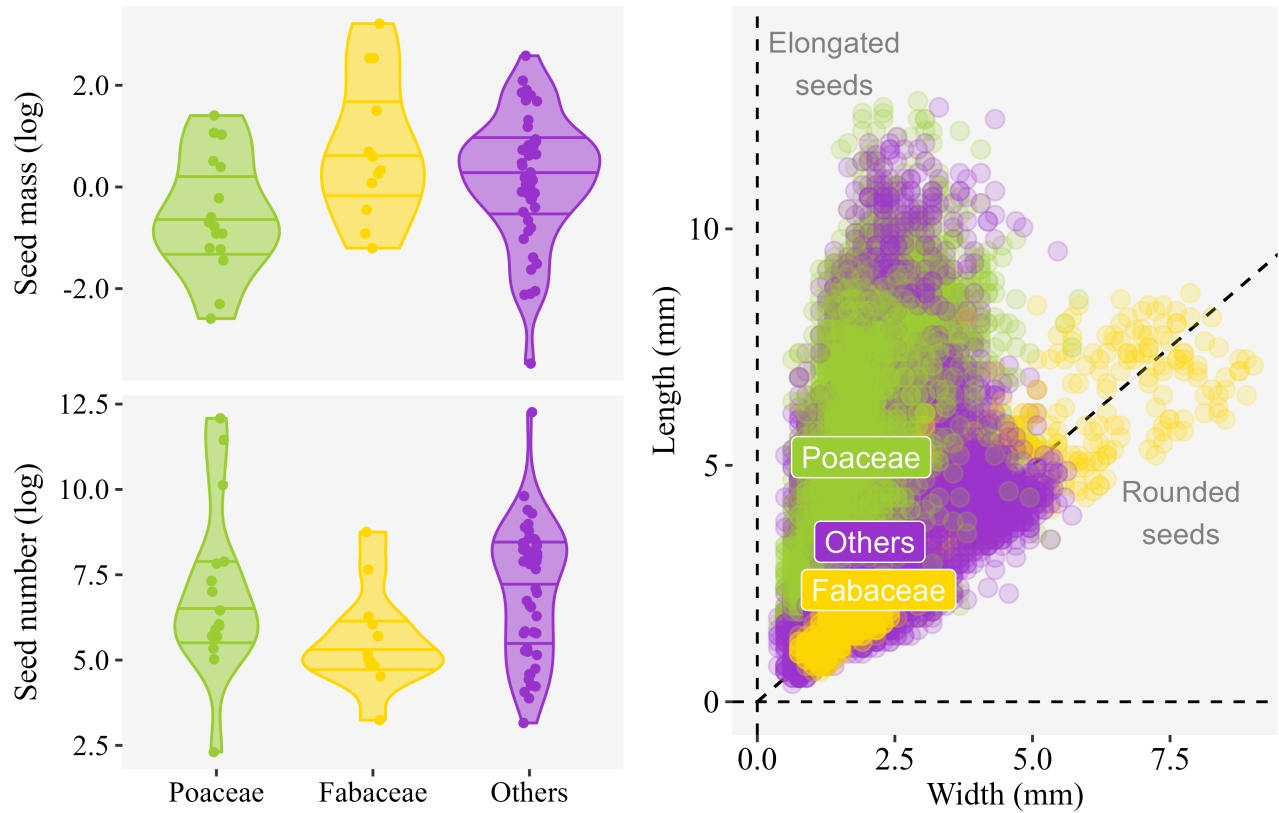 Seed mass (log)
2.0
0.0
-2.0
Seed number (log)
12.5
10.0
7.5
5.0
2.5
Poaceae
Fabaceae
Others
Length (mm)
10
5
0
Elongated
seeds
Poaceae
Others
Fabaceae
Rounded
seeds
0.0
2.5
5.0
7.5
Width (mm)